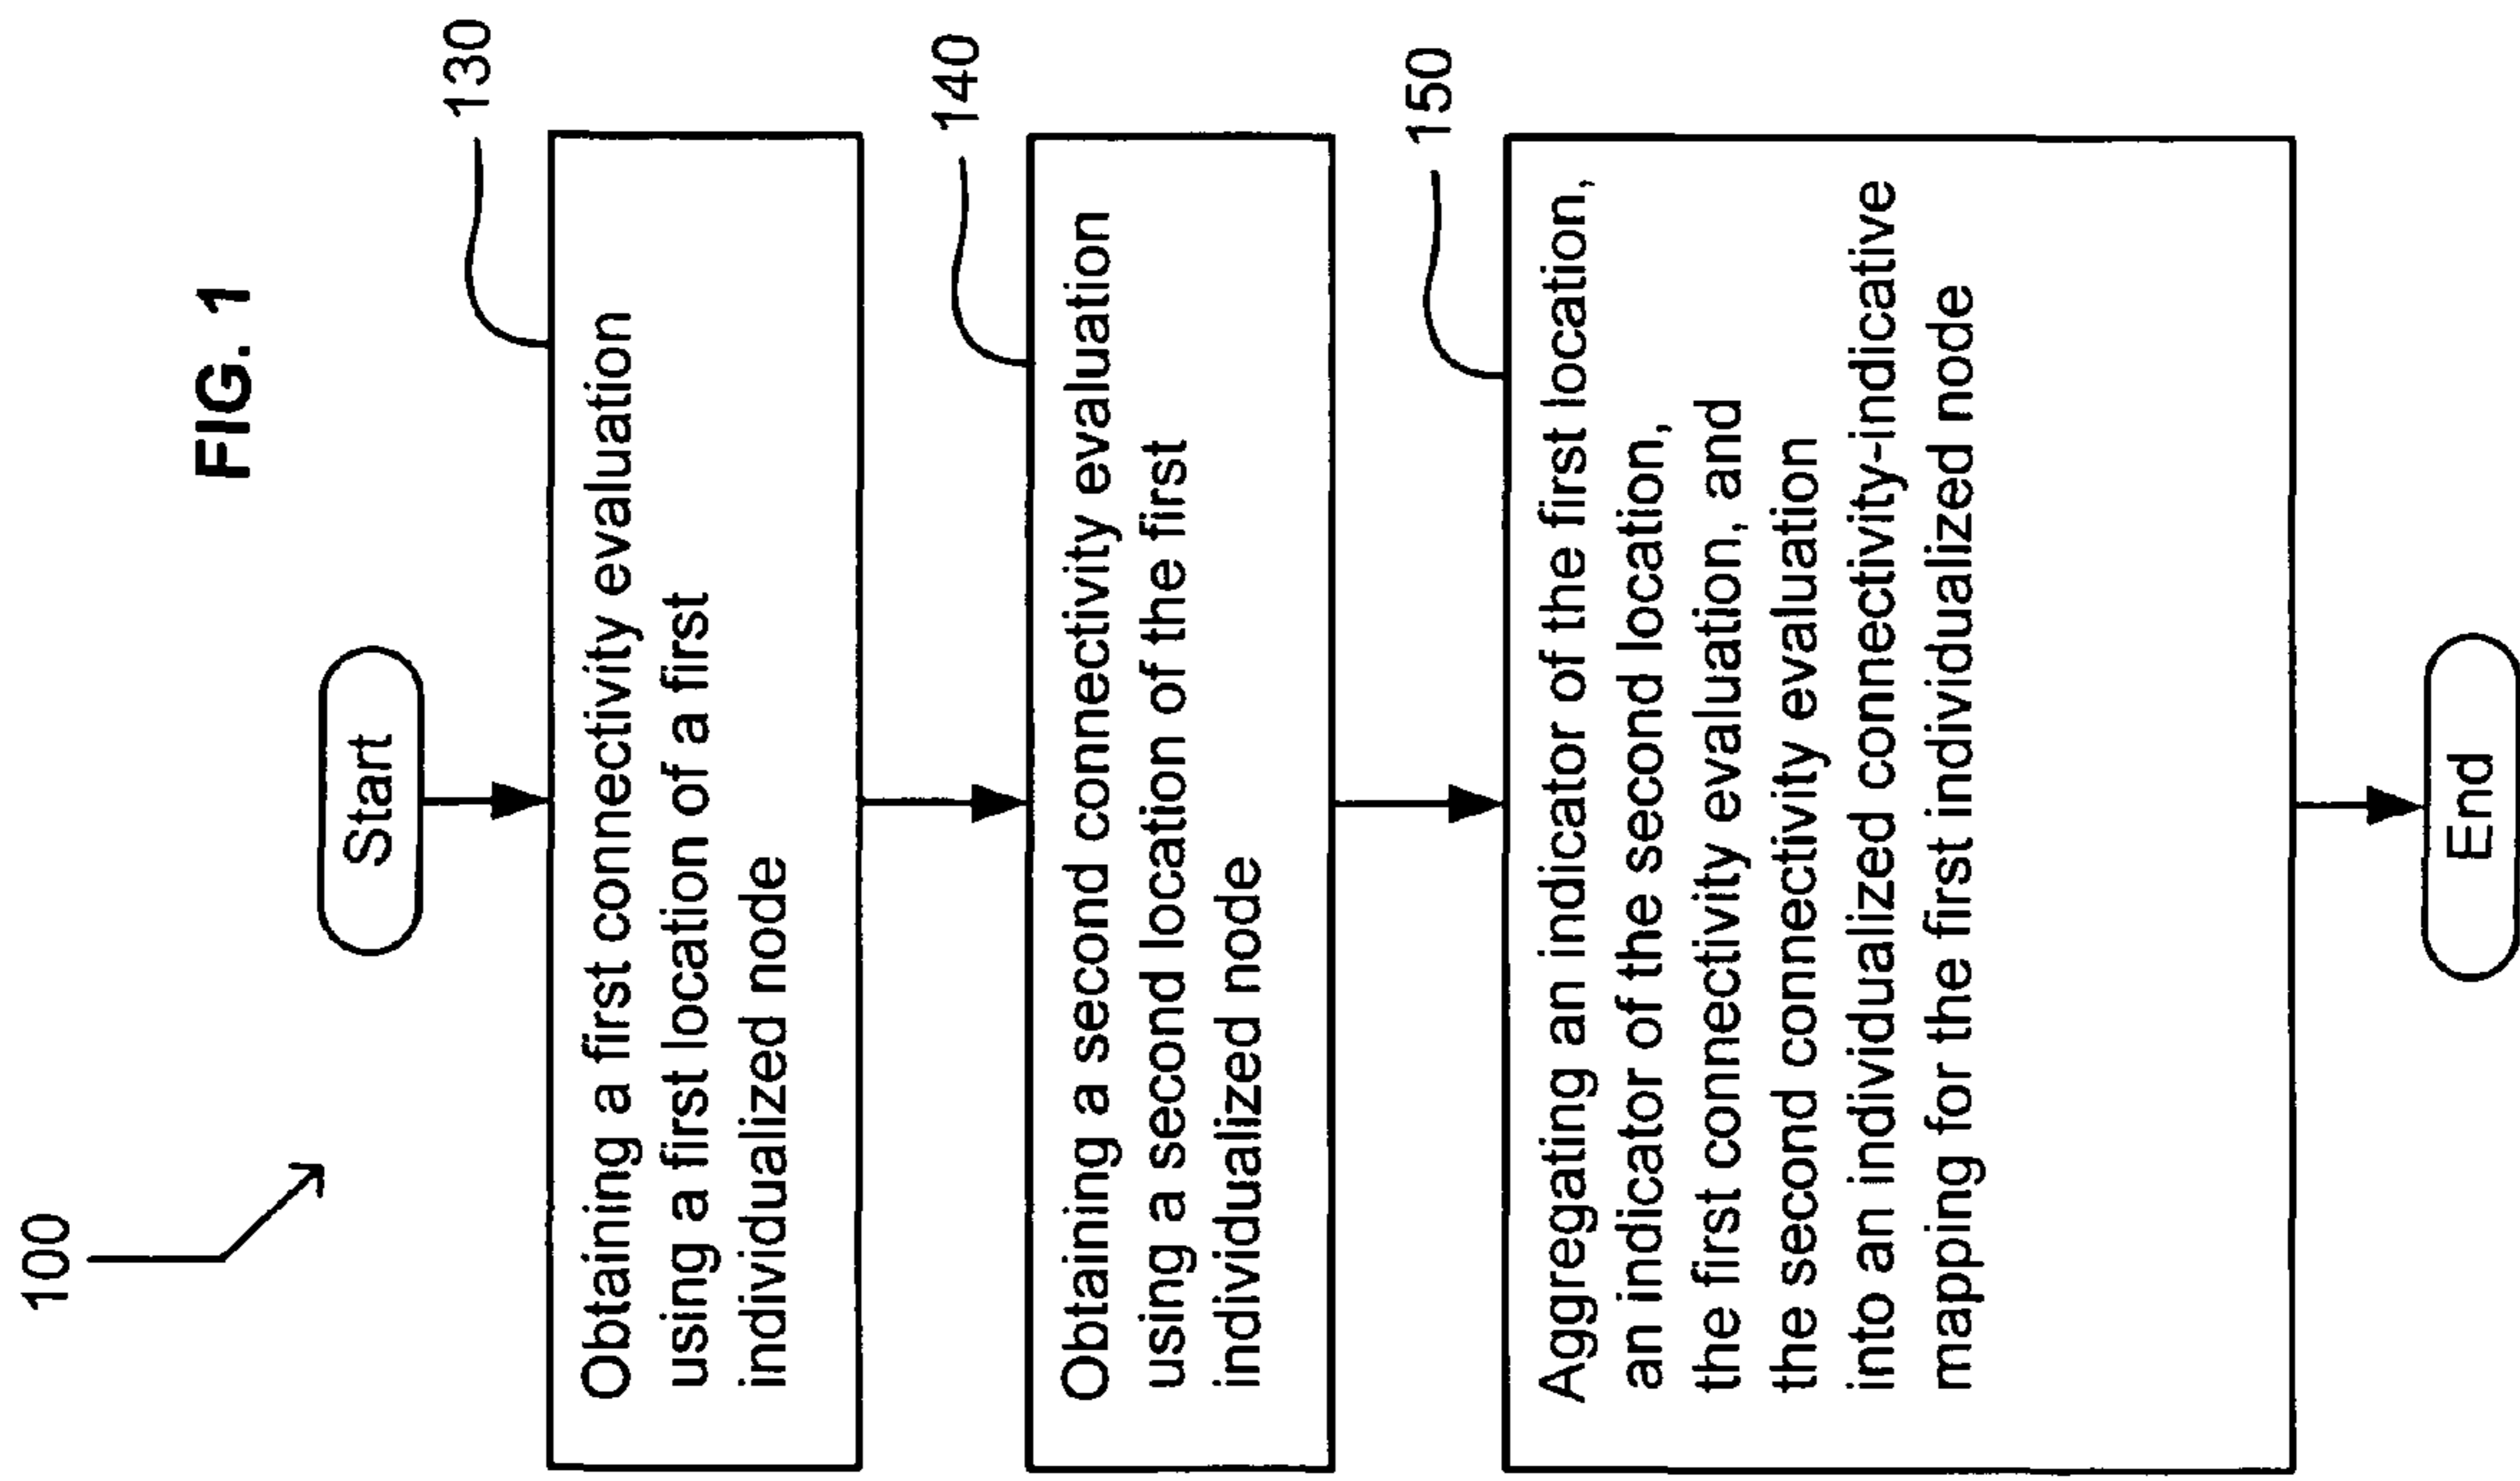 100
FIG. 1
Start
130
Obtaining a first connectivity evaluation
using a first location of a first
individualized node
140
Obtaining a second connectivity evaluation
using a second location of the first
individualized node
150
Aggregating an indicator of the first location,
an indicator of the second location,
the first connectivity evaluation, and
the second connectivity evaluation
into an individualized connectivity-indicative
mapping for the first individualized node
End